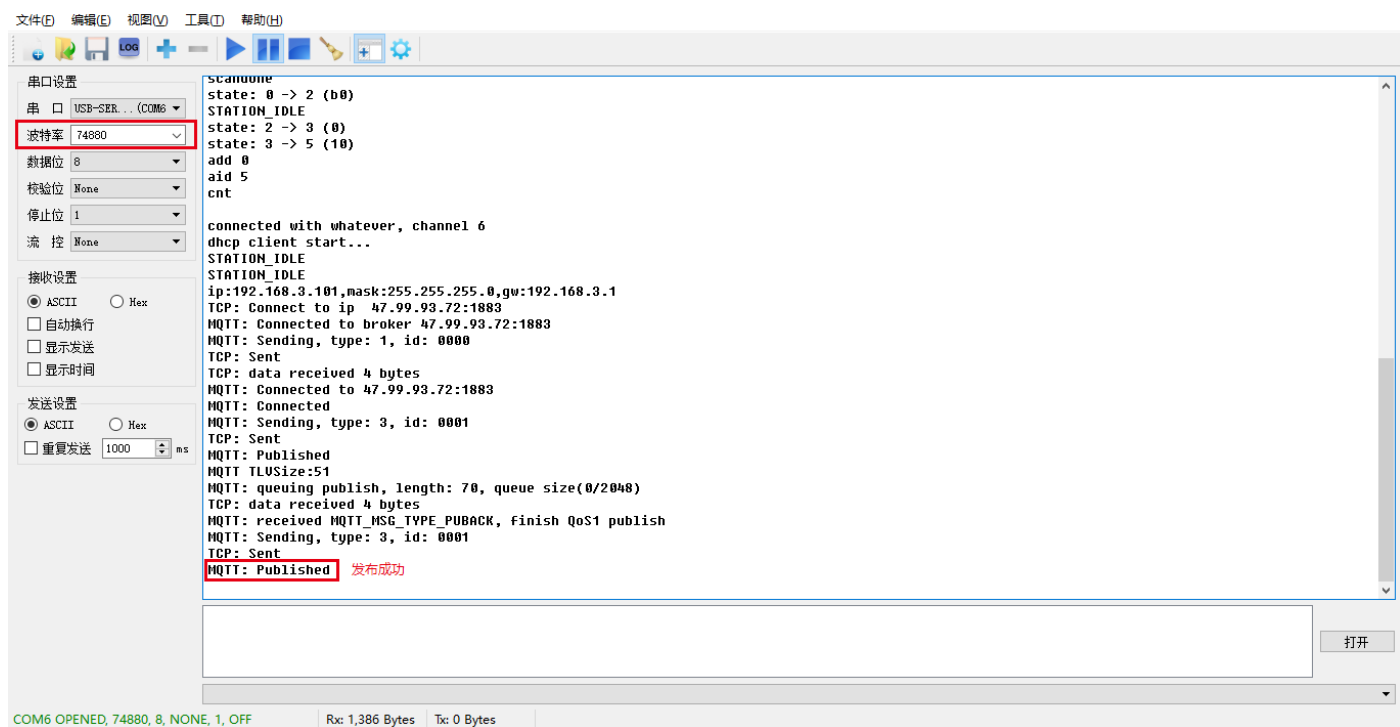 文件(F) 编辑(E) 视图(V) 工具(T) 帮助(H)
LOG
串口设置
串 口 USB-SER...(COM6
波特率 74880
数据位 8
校验位 None
停止位 1
流 控 None
接收设置
ASCII Hex
自动换行
显示发送
显示时间
发送设置
ASCII Hex
重复发送 1000 ms
scandone
state: 0 -> 2 (b0)
STATION_IDLE
state: 2 -> 3 (0)
state: 3 -> 5 (10)
add 0
aid 5
cnt
connected with whatever, channel 6
dhcp client start...
STATION_IDLE
STATION_IDLE
ip:192.168.3.101,mask:255.255.255.0,gw:192.168.3.1
TCP: Connect to ip  47.99.93.72:1883
MQTT: Connected to broker 47.99.93.72:1883
MQTT: Sending, type: 1, id: 0000
TCP: Sent
TCP: data received 4 bytes
MQTT: Connected to 47.99.93.72:1883
MQTT: Connected
MQTT: Sending, type: 3, id: 0001
TCP: Sent
MQTT: Published
MQTT TLVSize:51
MQTT: queuing publish, length: 70, queue size(0/2048)
TCP: data received 4 bytes
MQTT: received MQTT_MSG_TYPE_PUBACK, finish QoS1 publish
MQTT: Sending, type: 3, id: 0001
TCP: Sent
MQTT: Published 发布成功
打开
COM6 OPENED, 74880, 8, NONE, 1, OFF Rx: 1,386 Bytes Tx: 0 Bytes